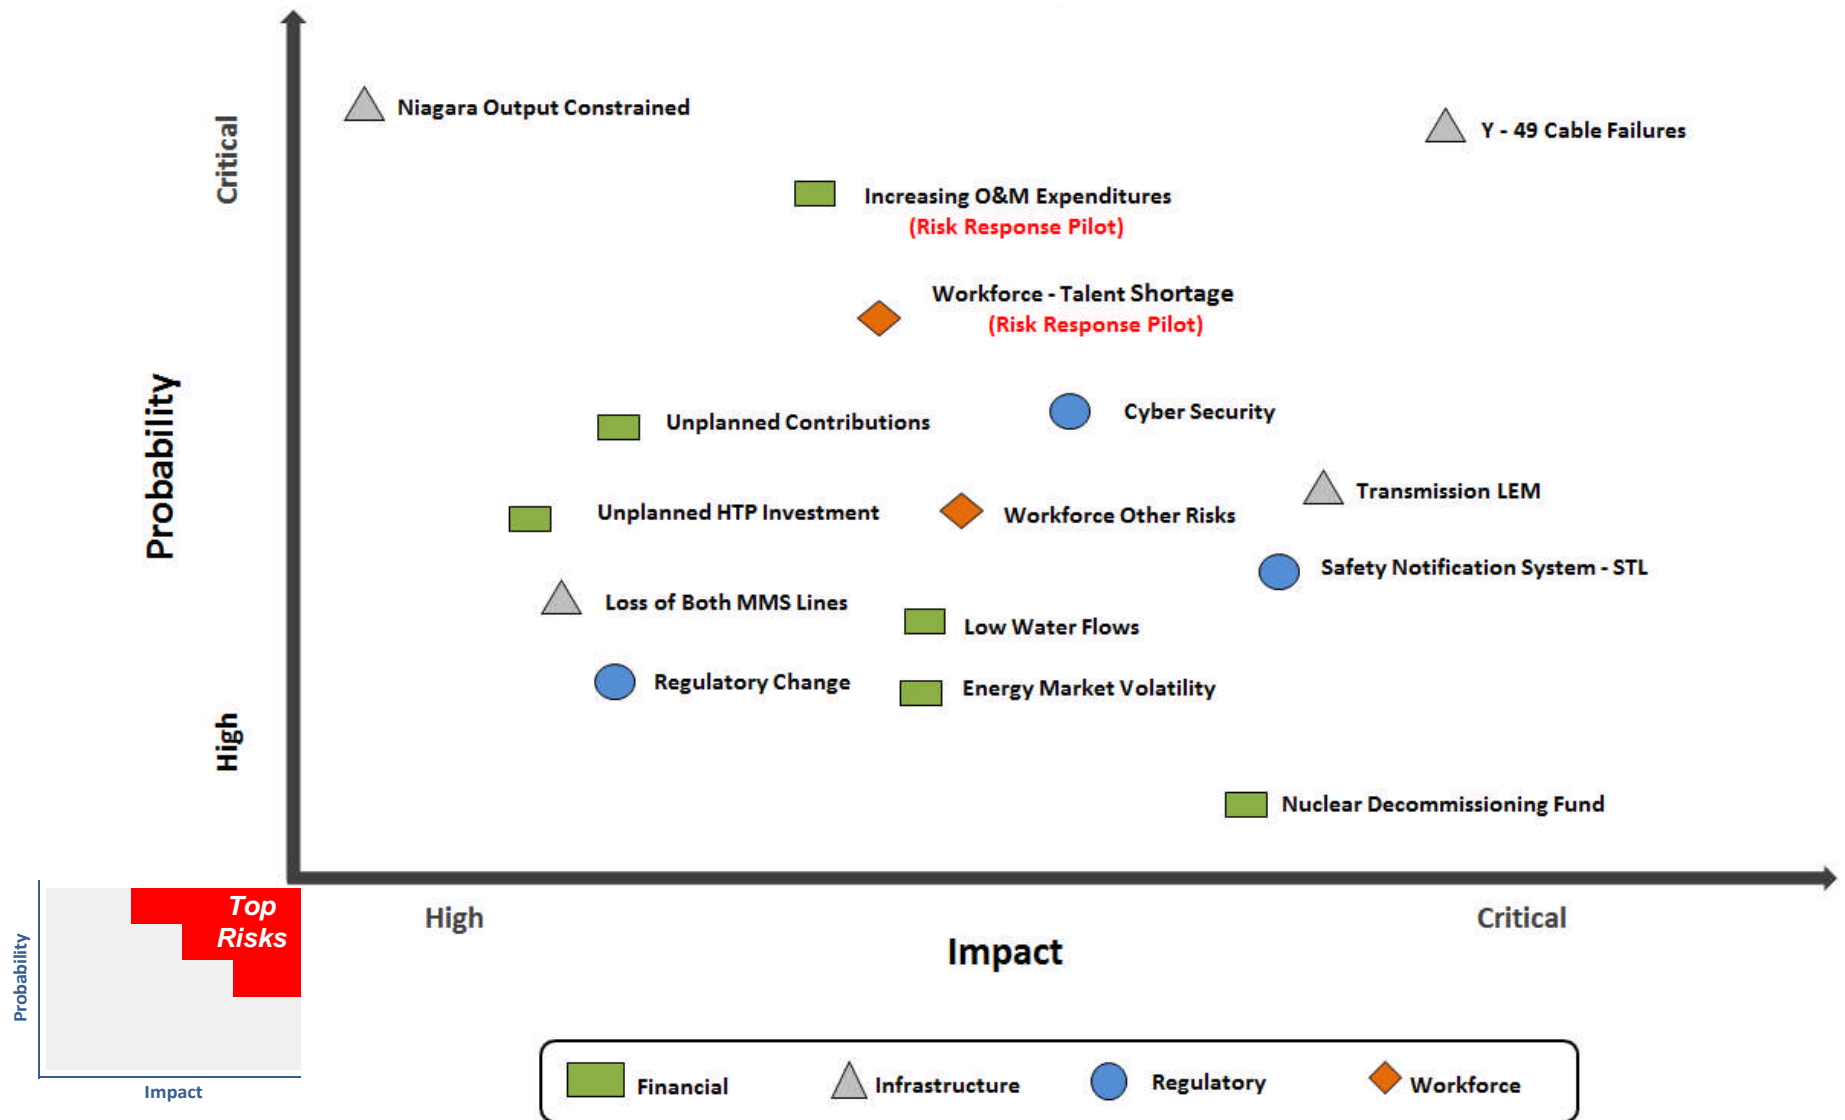 Critical
Probability
High
Niagara Output Constrained
Y - 49 Cable Failures
Increasing O&M Expenditures
(Risk Response Pilot)
Workforce - Talent Shortage
(Risk Response Pilot)
Cyber Security
Unplanned Contributions
Transmission LEM
Unplanned HTP Investment
Workforce Other Risks
Safety Notification System - STL
Loss of Both MMS Lines
Low Water Flows
Regulatory Change
Energy Market Volatility
Nuclear Decommissioning Fund
High
Critical
Impact
Top
Risks
Probability
Impact
Financial
Infrastructure
Regulatory
Workforce